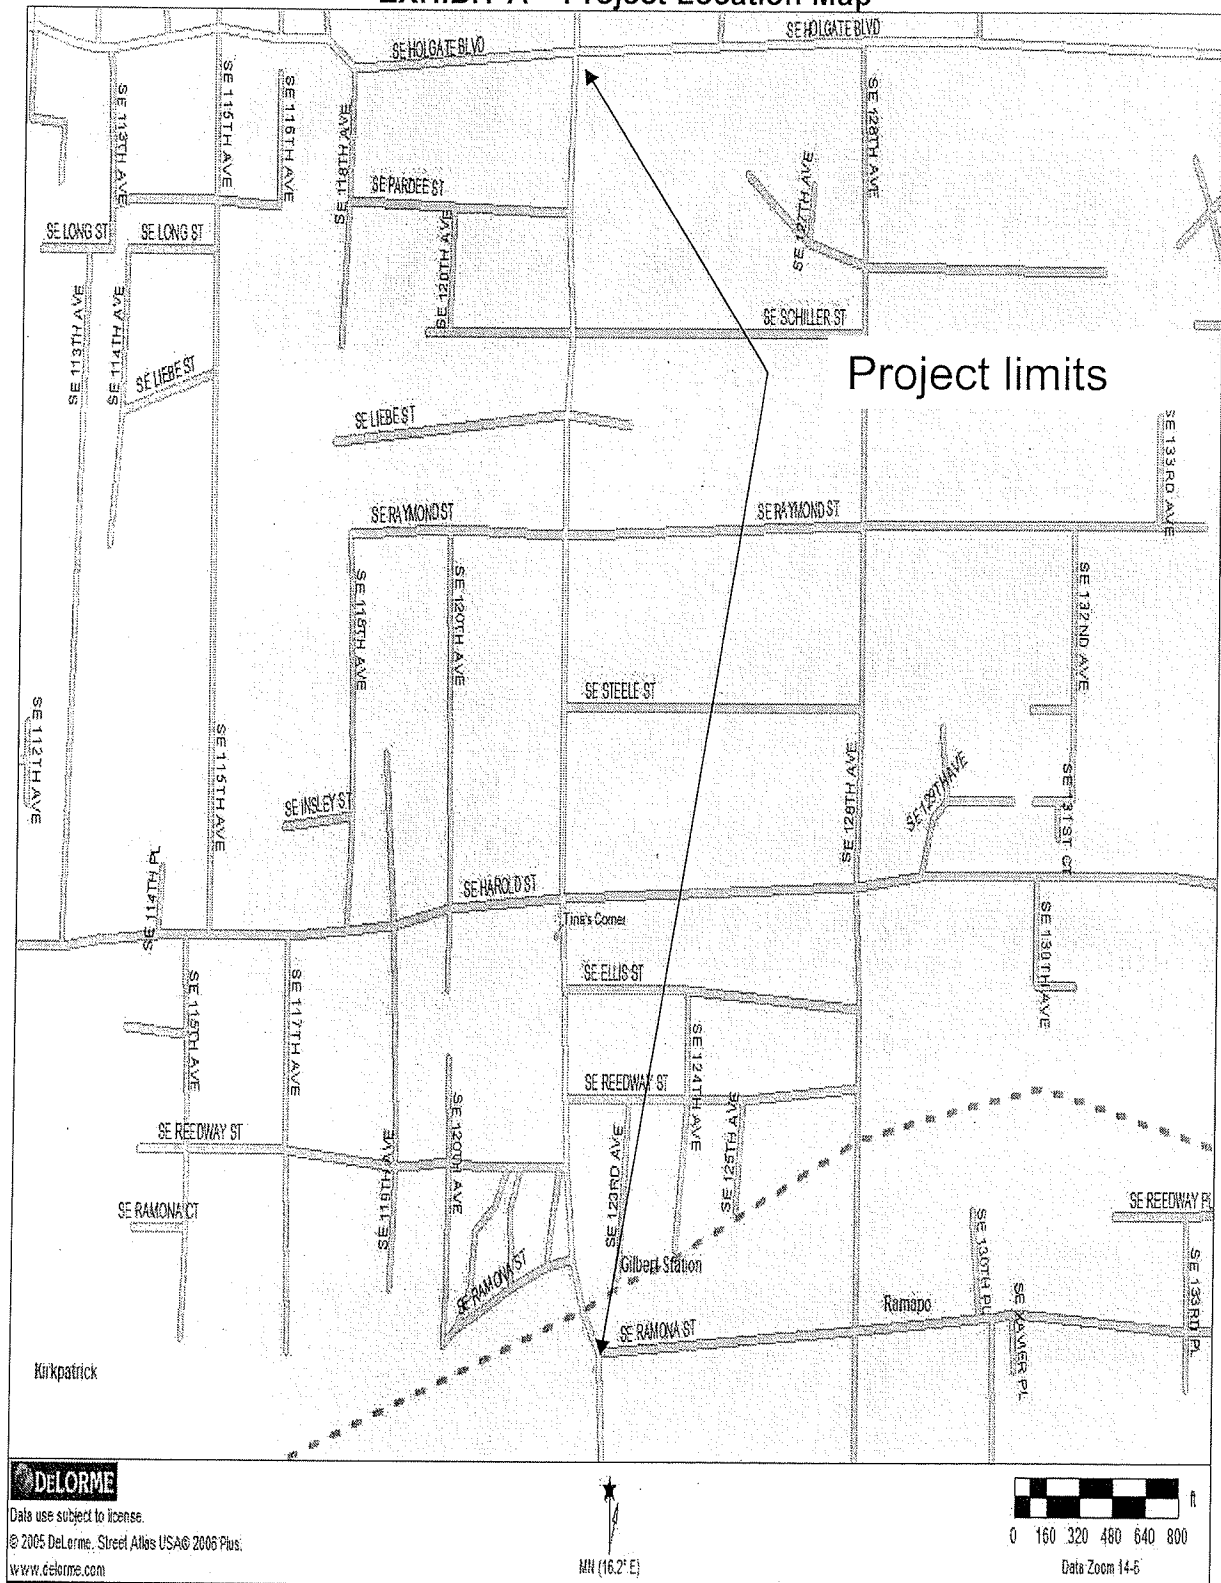 EXHIBIT A – Project Location Map
SE HOLGATE BLVD
SE HOLGATE BLVD
SE 113TH AVE
SE 115TH AVE
SE 116TH AVE
SE 118TH AVE
SE 128TH AVE
SE PARDEE ST
SE 127TH AVE
SE LONG ST
SE LONG ST
SE 120TH AVE
SE 113TH AVE
SE 114TH AVE
SE SCHILLER ST
SE LIEBE ST
Project limits
SE LIEBE ST
SE 133RD AVE
SE RAYMOND ST
SE RAYMOND ST
SE 118TH AVE
SE 120TH AVE
SE 132ND AVE
SE STEELE ST
SE 112TH AVE
SE 115TH AVE
SE 128TH AVE
SE 129TH AVE
SE 131ST CT
SE INSLEY ST
SE 114TH PL
SE HAROLD ST
Tina's Corner
SE 130TH AVE
SE ELLIS ST
SE 115TH AVE
SE 117TH AVE
SE 124TH AVE
SE REEDWAY ST
SE 125TH AVE
SE 120TH AVE
SE REEDWAY ST
SE 119TH AVE
SE 123RD AVE
SE RAMONA CT
SE REEDWAY PL
SE 130TH PL
SE RAMONA ST
Gilbert Station
SE 133RD PL
Ramapo
SE XAVIER PL
SE RAMONA ST
Kirkpatrick
DELORME
Data use subject to license.
© 2005 DeLorme. Street Atlas USA® 2006 Plus.
www.delorme.com
MN (16.2° E)
ft
0 160 320 480 640 800
Data Zoom 14-6